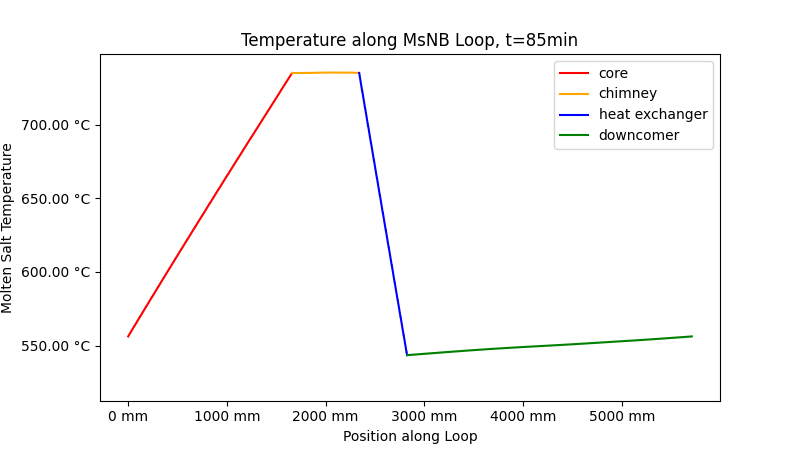 Temperature along MsNB Loop, t=85min
core
chimney
heat exchanger
downcomer
Molten Salt Temperature
700.00 °C
650.00 °C
600.00 °C
550.00 °C
0 mm 1000 mm 2000 mm 3000 mm 4000 mm 5000 mm
Position along Loop